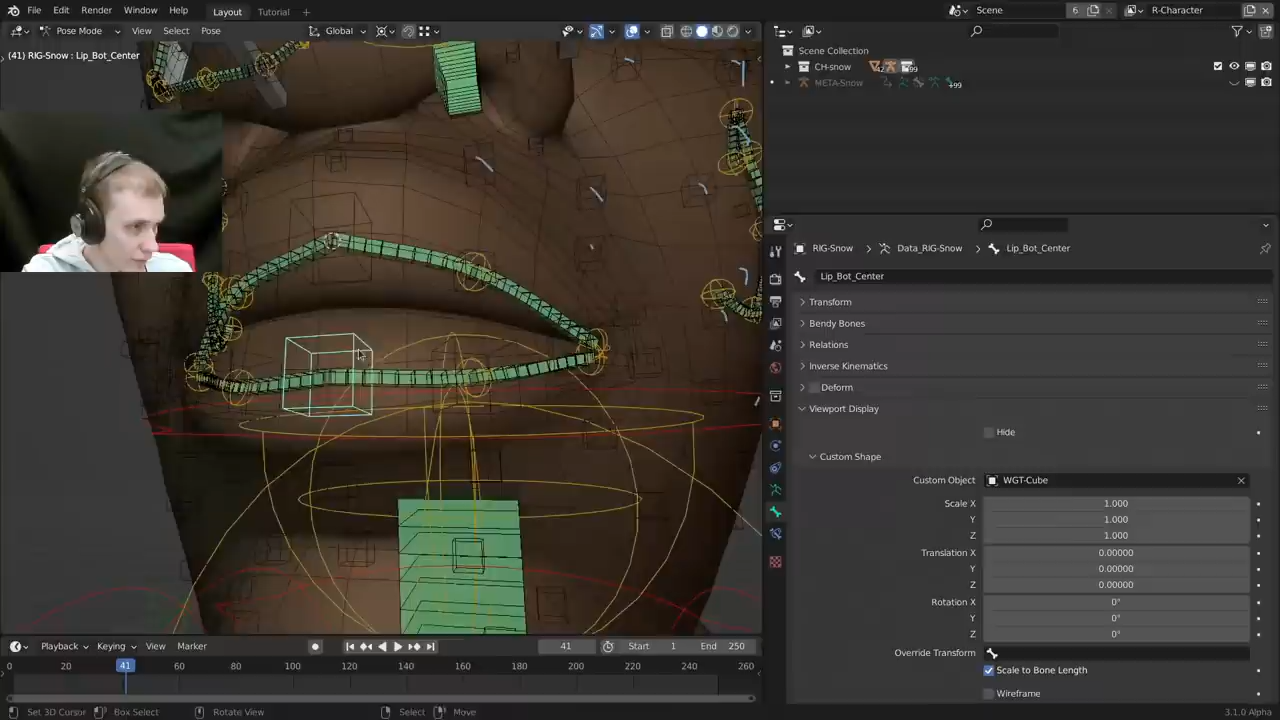 File Edit Render Window Help Layout Tutorial Scene 6 R-Character
Pose Mode View Select Pose Global
(41) RIG-Snow : Lip_Bot_Center
Scene Collection
CH-snow
META-Snow
RIG-Snow Data_RIG-Snow Lip_Bot_Center
Lip_Bot_Center
Transform
Bendy Bones
Relations
Inverse Kinematics
Deform
Viewport Display
Hide
Custom Shape
Custom Object WGT-Cube
Scale X 1.000
Y 1.000
Z 1.000
Translation X 0.00000
Y 0.00000
Z 0.00000
Rotation X 0°
Y 0°
Z 0°
Override Transform
Scale to Bone Length
Wireframe
Playback Keying View Marker 41 Start 1 End 250
0 20 41 60 80 100 120 140 160 180 200 220 240 260
Set 3D Cursor Box Select Rotate View Select Move 3.1.0 Alpha